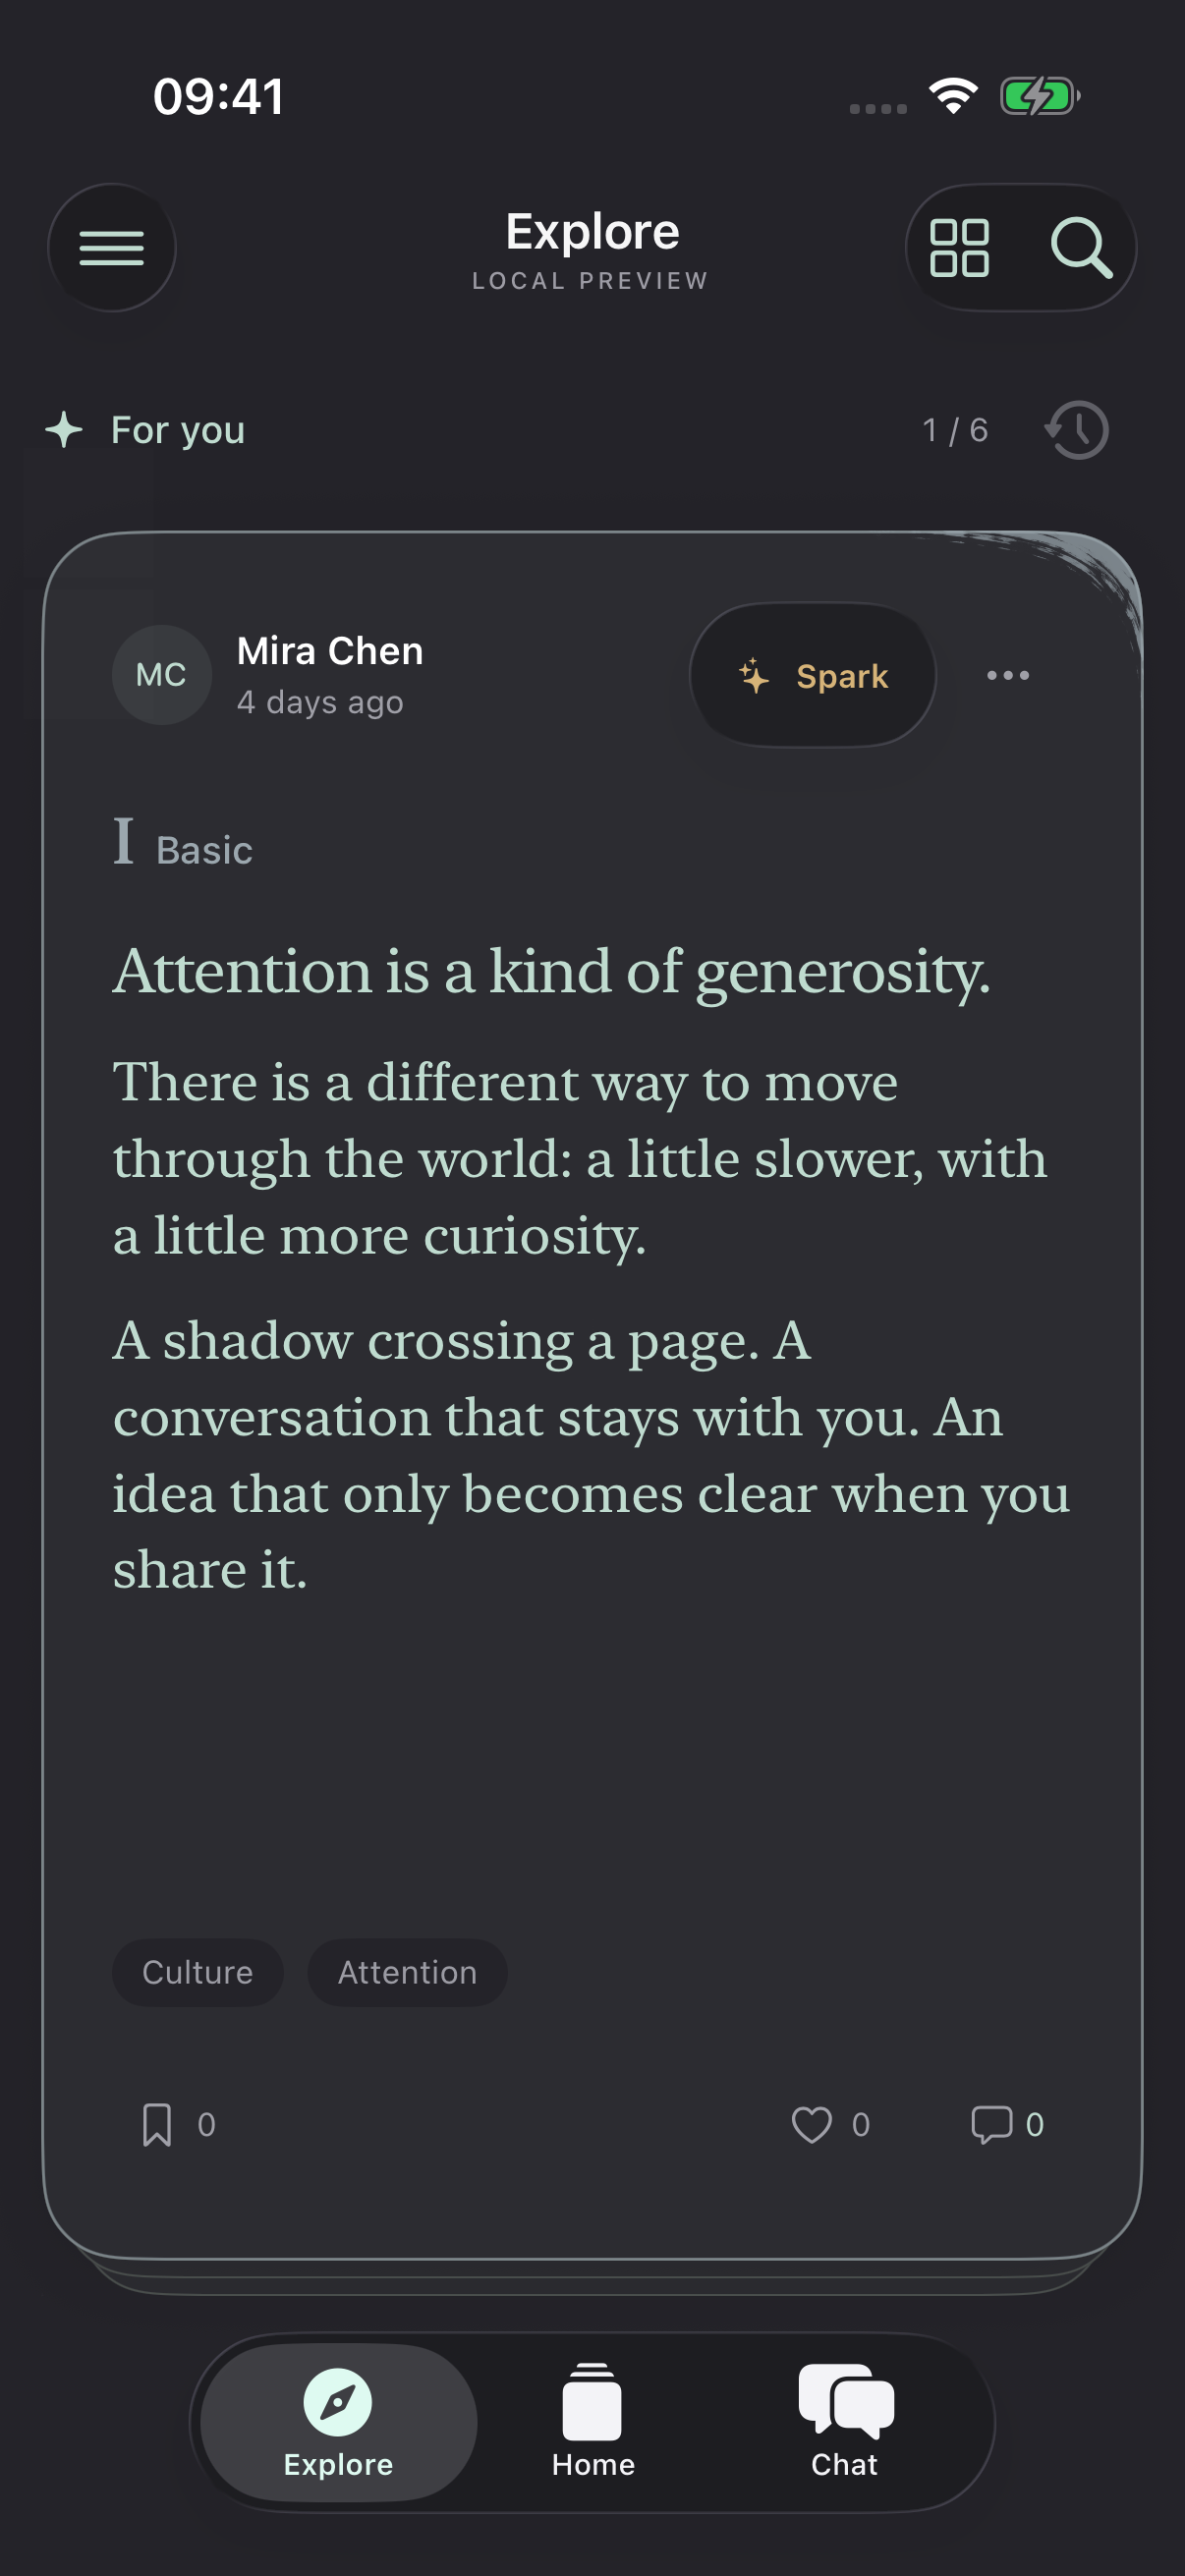 09:41
Explore
LOCAL PREVIEW
For you
1 / 6
MC
Mira Chen
4 days ago
Spark
I Basic
Attention is a kind of generosity.
There is a different way to move
through the world: a little slower, with
a little more curiosity.
A shadow crossing a page. A
conversation that stays with you. An
idea that only becomes clear when you
share it.
Culture
Attention
0
0
0
Explore
Home
Chat